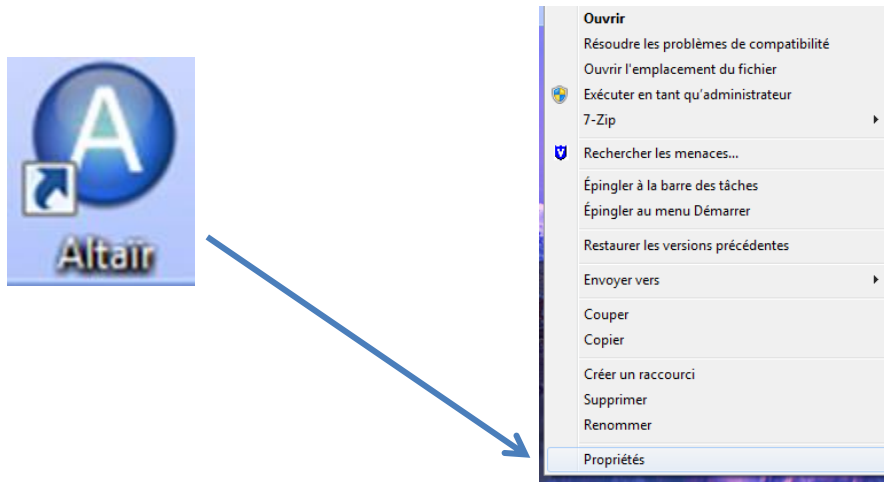 A
Altaïr
Ouvrir
Résoudre les problèmes de compatibilité
Ouvrir l'emplacement du fichier
Exécuter en tant qu'administrateur
7-Zip
Rechercher les menaces...
Épingler à la barre des tâches
Épingler au menu Démarrer
Restaurer les versions précédentes
Envoyer vers
Couper
Copier
Créer un raccourci
Supprimer
Renommer
Propriétés